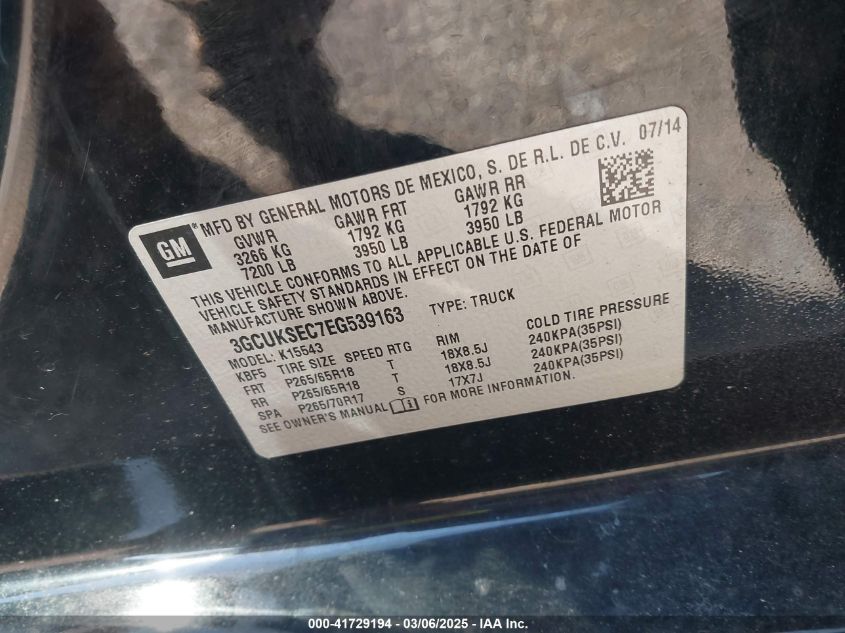 GM ® MFD BY GENERAL MOTORS DE MEXICO, S. DE R.L. DE C.V. 07/14
GVWR GAWR FRT GAWR RR
3266 KG 1792 KG 1792 KG
7200 LB 3950 LB 3950 LB
THIS VEHICLE CONFORMS TO ALL APPLICABLE U.S. FEDERAL MOTOR
VEHICLE SAFETY STANDARDS IN EFFECT ON THE DATE OF
MANUFACTURE SHOWN ABOVE.
3GCUKSEC7EG539163 TYPE: TRUCK
MODEL: K15543
KBF5 TIRE SIZE SPEED RTG RIM COLD TIRE PRESSURE
FRT P265/65R18 T 18X8.5J 240KPA(35PSI)
RR P265/65R18 T 18X8.5J 240KPA(35PSI)
SPA P265/70R17 S 17X7J 240KPA(35PSI)
SEE OWNER'S MANUAL FOR MORE INFORMATION.
000-41729194 - 03/06/2025 - IAA Inc.